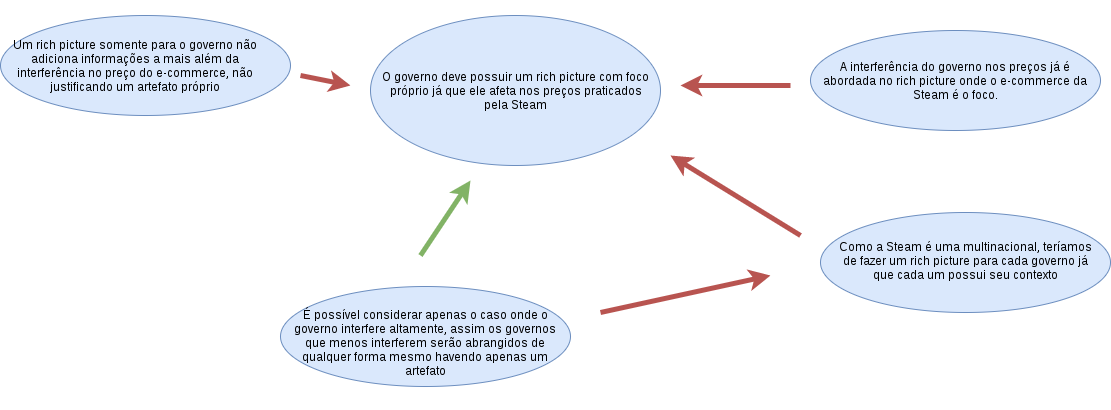 Um rich picture somente para o governo não
adiciona informações a mais além da
interferência no preço do e-commerce, não
justificando um artefato próprio
O governo deve possuir um rich picture com foco
próprio já que ele afeta nos preços praticados
pela Steam
A interferência do governo nos preços já é
abordada no rich picture onde o e-commerce da
Steam é o foco.
Como a Steam é uma multinacional, teríamos
de fazer um rich picture para cada governo já
que cada um possui seu contexto
É possível considerar apenas o caso onde o
governo interfere altamente, assim os governos
que menos interferem serão abrangidos de
qualquer forma mesmo havendo apenas um
artefato